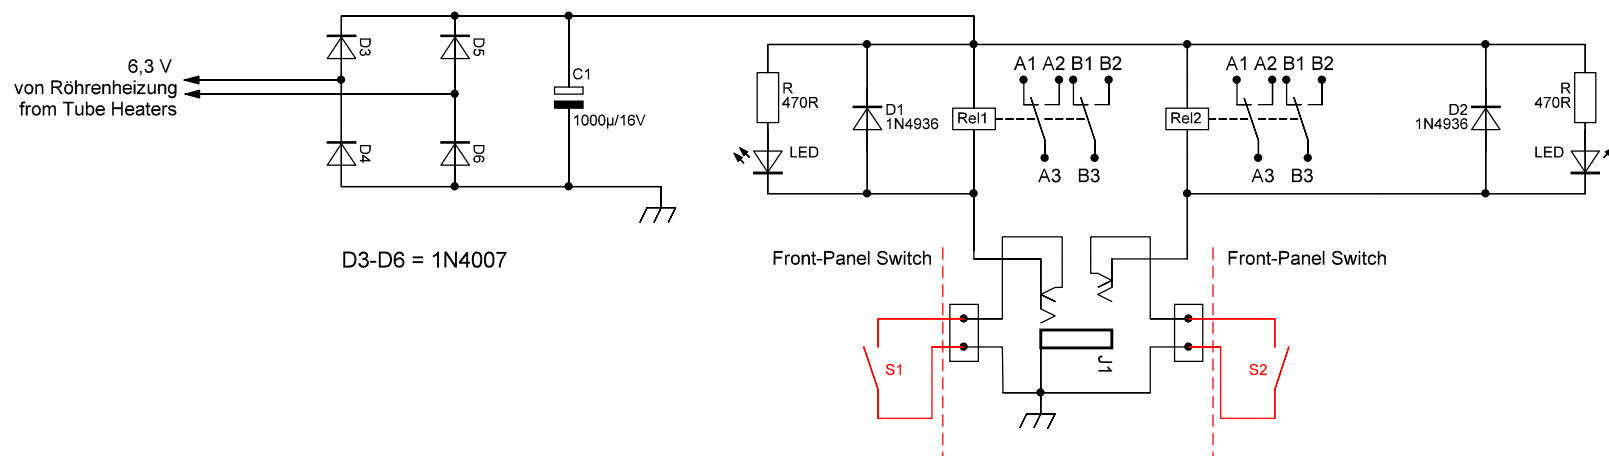 6,3 V
von Röhrenheizung
from Tube Heaters
D3
D5
D4
D6
C1
1000µ/16V
D3-D6 = 1N4007
R
470R
LED
D1
1N4936
Rel1
A1 A2 B1 B2
A3 B3
Rel2
A1 A2 B1 B2
A3 B3
D2
1N4936
R
470R
LED
Front-Panel Switch
Front-Panel Switch
S1
J1
S2